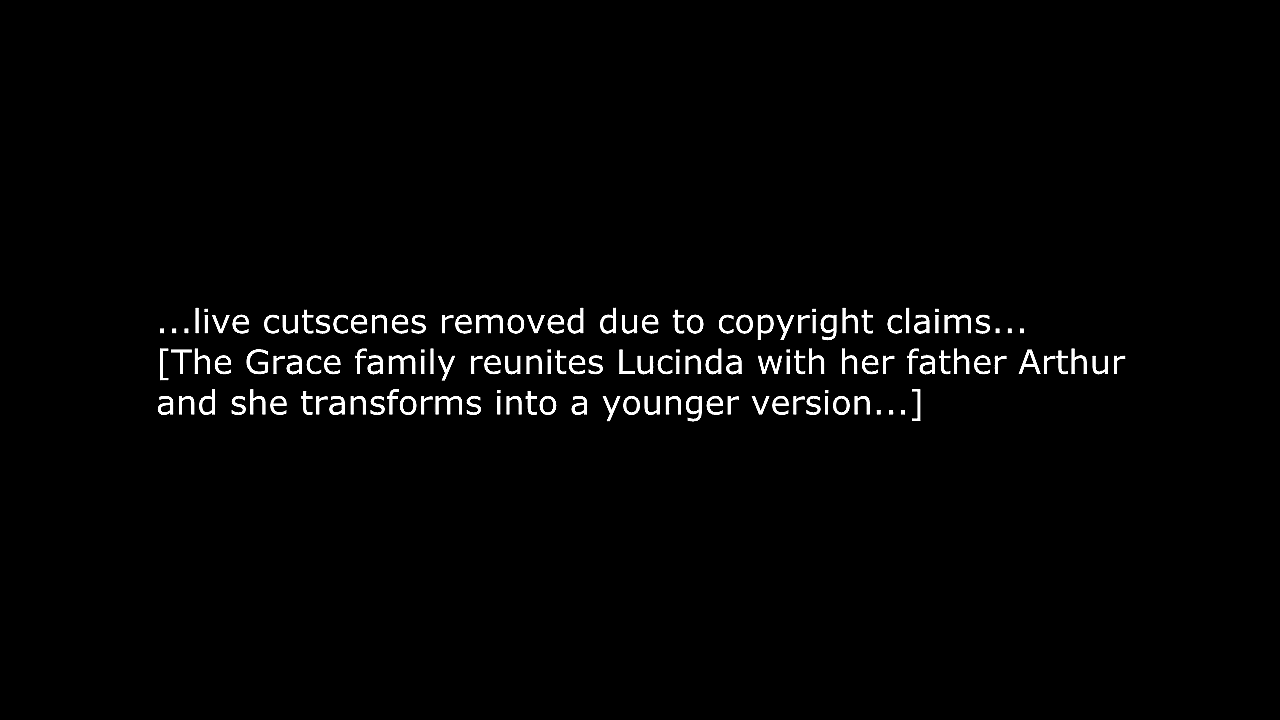 ...live cutscenes removed due to copyright claims...
[The Grace family reunites Lucinda with her father Arthur
and she transforms into a younger version...]